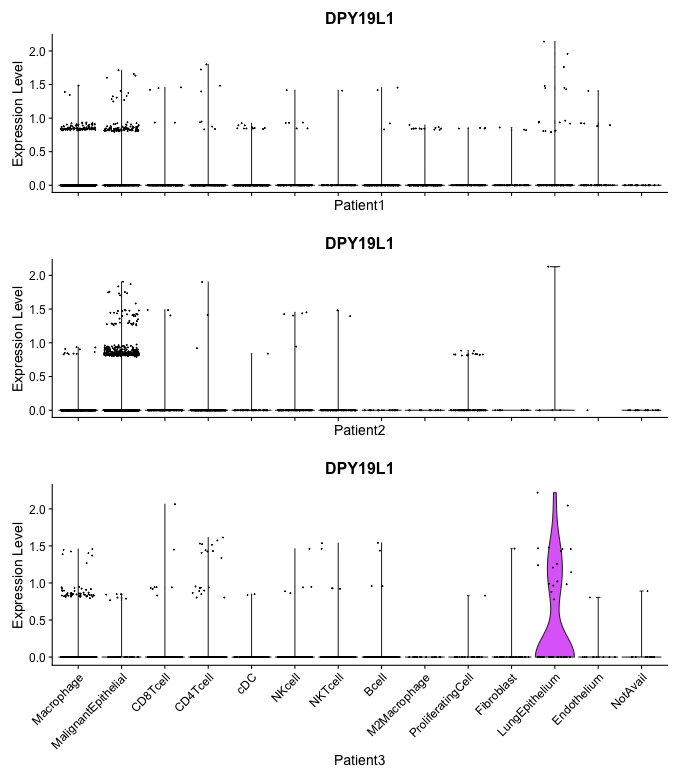 DPY19L1
2.0
1.5
1.0
0.5
0.0
Expression Level
Patient1
DPY19L1
2.0
1.5
1.0
0.5
0.0
Expression Level
Patient2
DPY19L1
2.0
1.5
1.0
0.5
0.0
Expression Level
Macrophage
MalignantEpithelial
CD8Tcell
CD4Tcell
cDC
NKcell
NKTcell
Bcell
M2Macrophage
ProliferatingCell
Fibroblast
LungEpithelium
Endothelium
NotAvail
Patient3